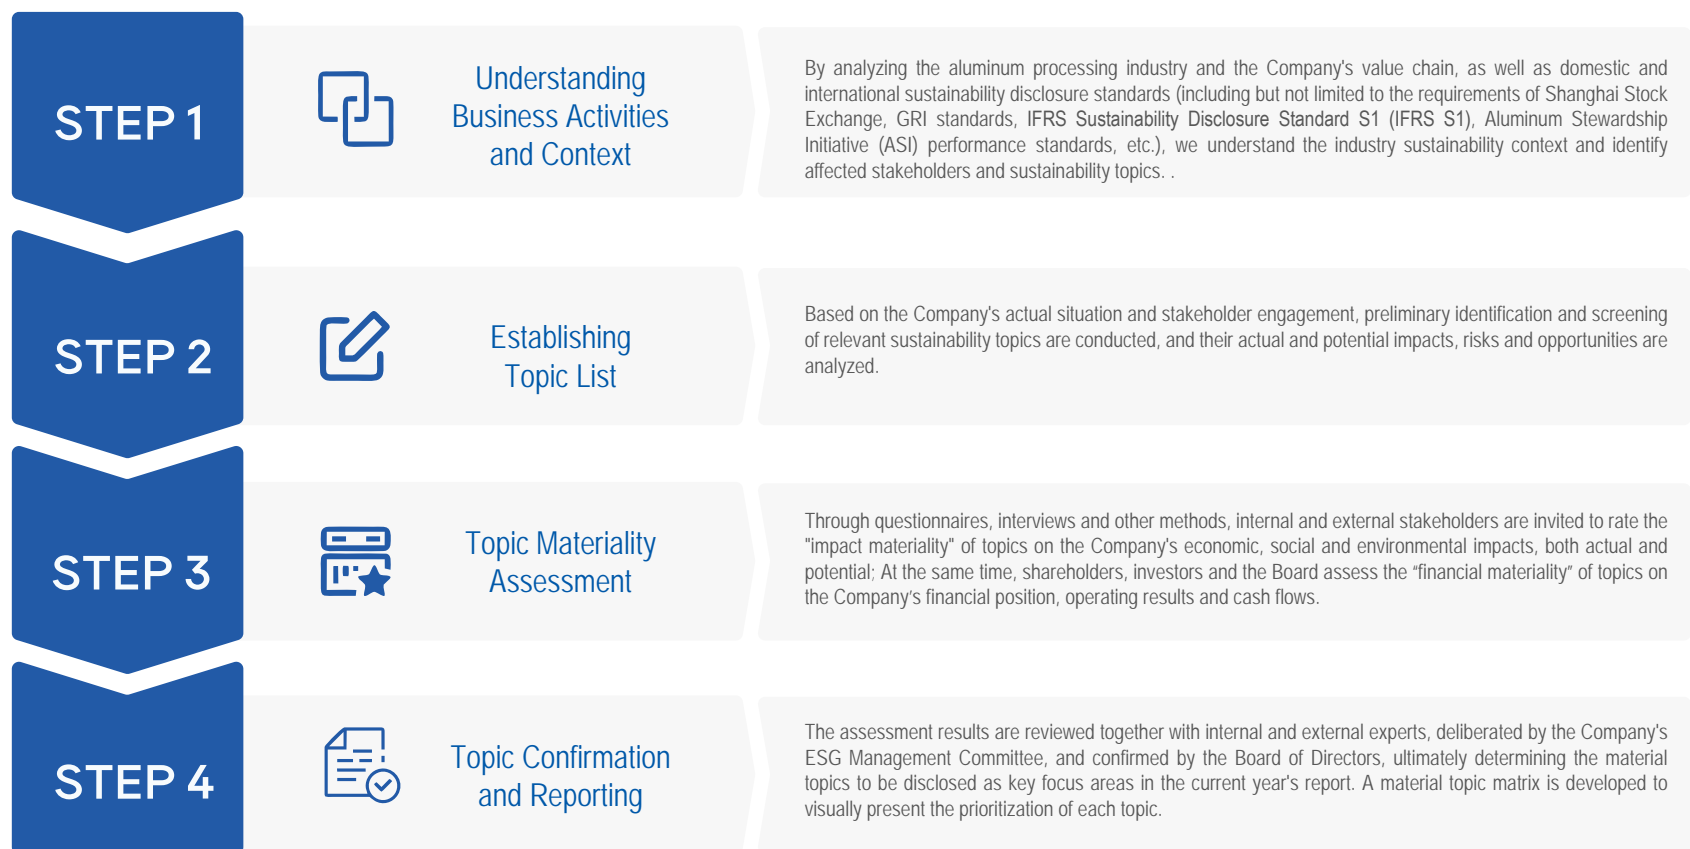 STEP 1
Understanding
Business Activities
and Context
By analyzing the aluminum processing industry and the Company's value chain, as well as domestic and
international sustainability disclosure standards (including but not limited to the requirements of Shanghai Stock
Exchange, GRI standards, IFRS Sustainability Disclosure Standard S1 (IFRS S1), Aluminum Stewardship
Initiative (ASI) performance standards, etc.), we understand the industry sustainability context and identify
affected stakeholders and sustainability topics. .
STEP 2
Establishing
Topic List
Based on the Company's actual situation and stakeholder engagement, preliminary identification and screening
of relevant sustainability topics are conducted, and their actual and potential impacts, risks and opportunities are
analyzed.
STEP 3
Topic Materiality
Assessment
Through questionnaires, interviews and other methods, internal and external stakeholders are invited to rate the
"impact materiality" of topics on the Company's economic, social and environmental impacts, both actual and
potential; At the same time, shareholders, investors and the Board assess the “financial materiality” of topics on
the Company’s financial position, operating results and cash flows.
STEP 4
Topic Confirmation
and Reporting
The assessment results are reviewed together with internal and external experts, deliberated by the Company's
ESG Management Committee, and confirmed by the Board of Directors, ultimately determining the material
topics to be disclosed as key focus areas in the current year's report. A material topic matrix is developed to
visually present the prioritization of each topic.